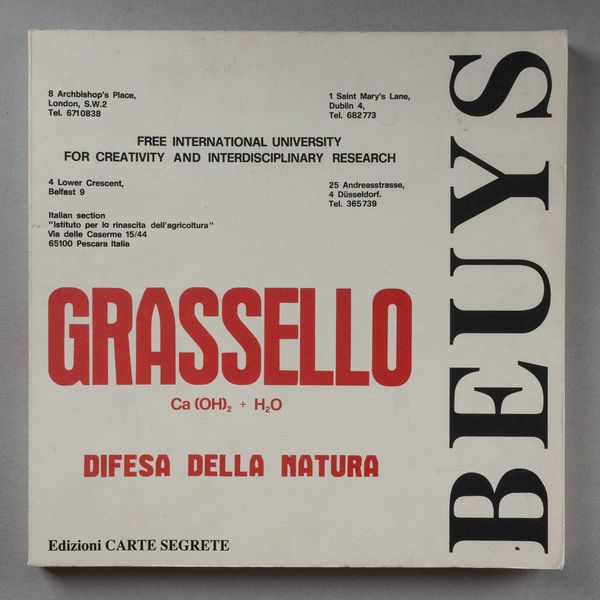 8 Archbishop's Place,
London, S.W.2
Tel. 6710838
1 Saint Mary's Lane,
Dublin 4,
Tel. 682773
FREE INTERNATIONAL UNIVERSITY
FOR CREATIVITY AND INTERDISCIPLINARY RESEARCH
4 Lower Crescent,
Belfast 9
25 Andreasstrasse,
4 Düsseldorf.
Tel. 365739
Italian section
"Istituto per la rinascita dell'agricoltura"
Via delle Caserme 15/44
65100 Pescara Italia
GRASSELLO
Ca (OH)₂ + H₂O
DIFESA DELLA NATURA
Edizioni CARTE SEGRETE
BEUYS